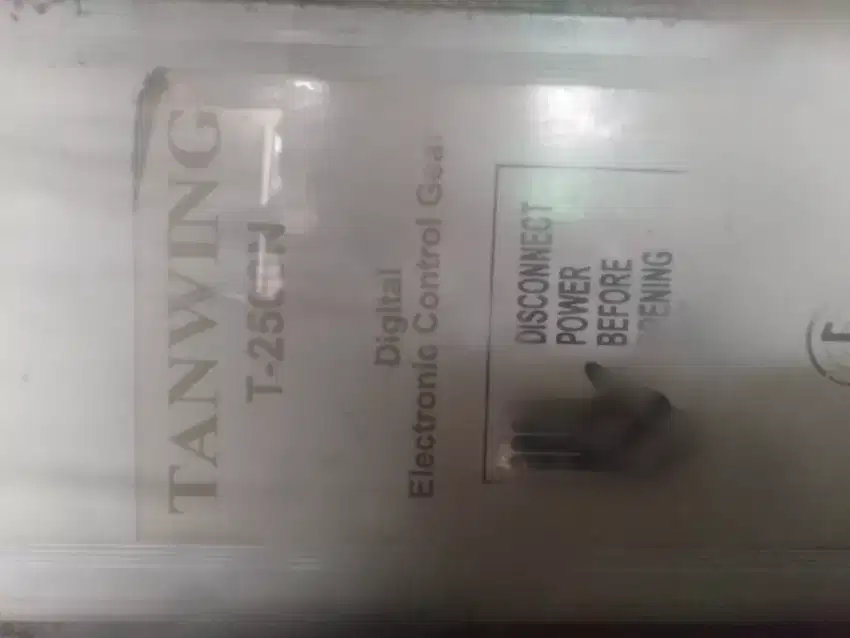 TANWING
Digital
Electronic Control Gear
DISCONNECT
POWER
BEFORE